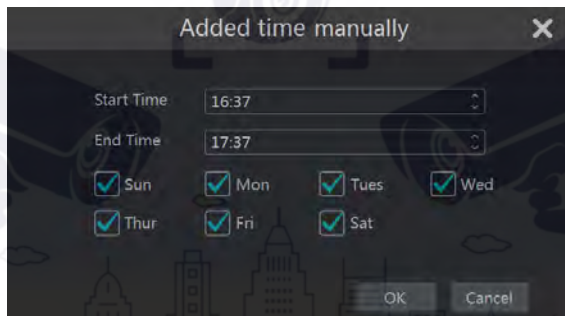 Added time manually
Start Time 16:37
End Time 17:37
Sun Mon Tues Wed
Thur Fri Sat
OK Cancel